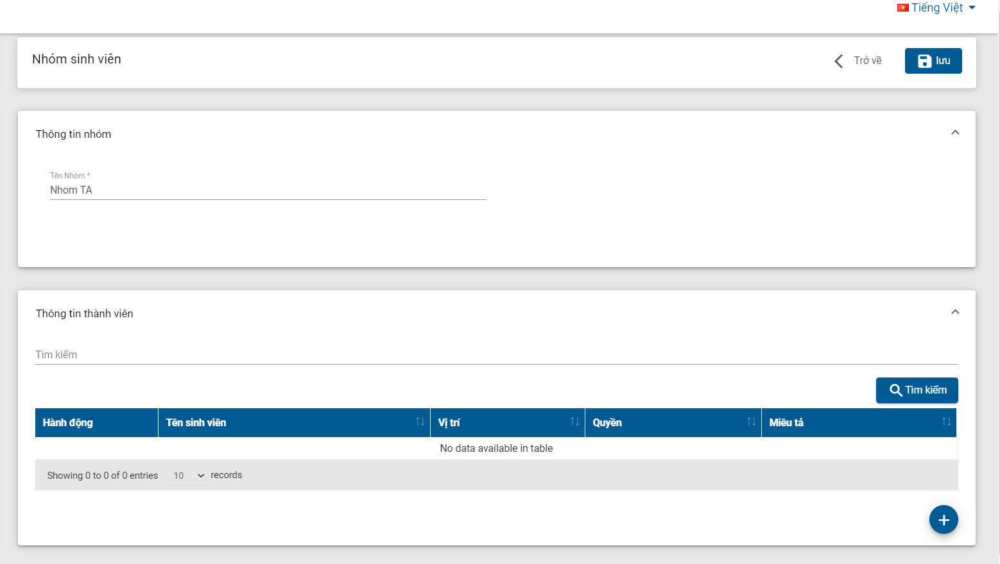 Tiếng Việt
Nhóm sinh viên
Trở về
lưu
Thông tin nhóm
Tên Nhóm *
Nhom TA
Thông tin thành viên
Tìm kiếm
Tìm kiếm
Hành động Tên sinh viên Vị trí Quyền Miêu tả
No data available in table
Showing 0 to 0 of 0 entries 10 records